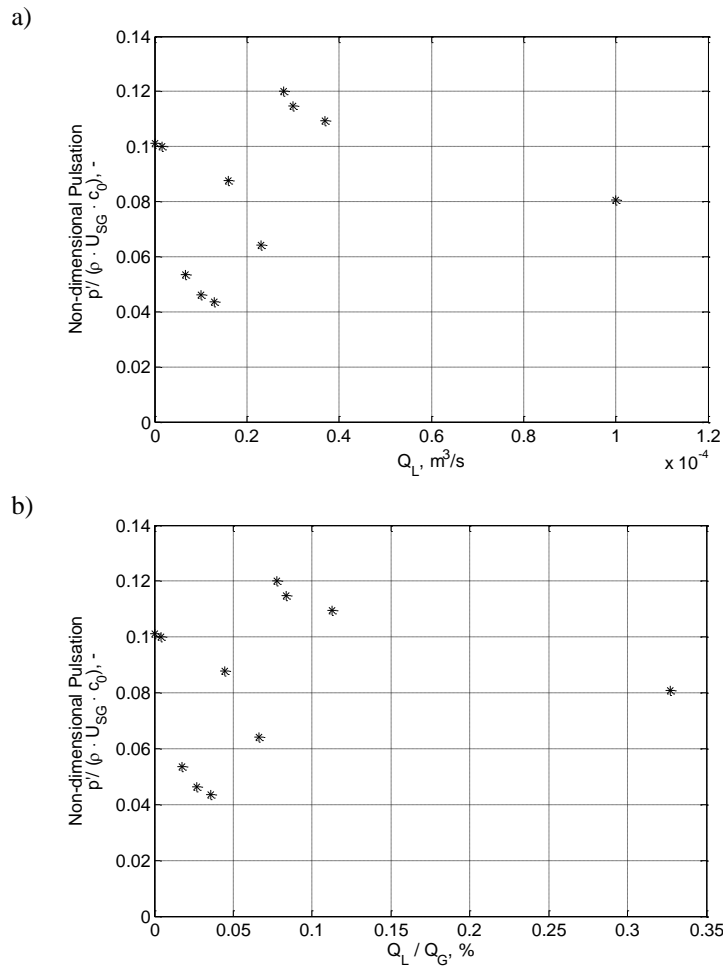 a)
0.14
0.12
0.1
0.08
0.06
0.04
0.02
0
Non-dimensional Pulsation
p'/ (ρ · U_SG · c_0), -
0 0.2 0.4 0.6 0.8 1 1.2
Q_L, m^3/s
x 10^-4
b)
0.14
0.12
0.1
0.08
0.06
0.04
0.02
0
Non-dimensional Pulsation
p'/ (ρ · U_SG · c_0), -
0 0.05 0.1 0.15 0.2 0.25 0.3 0.35
Q_L / Q_G, %